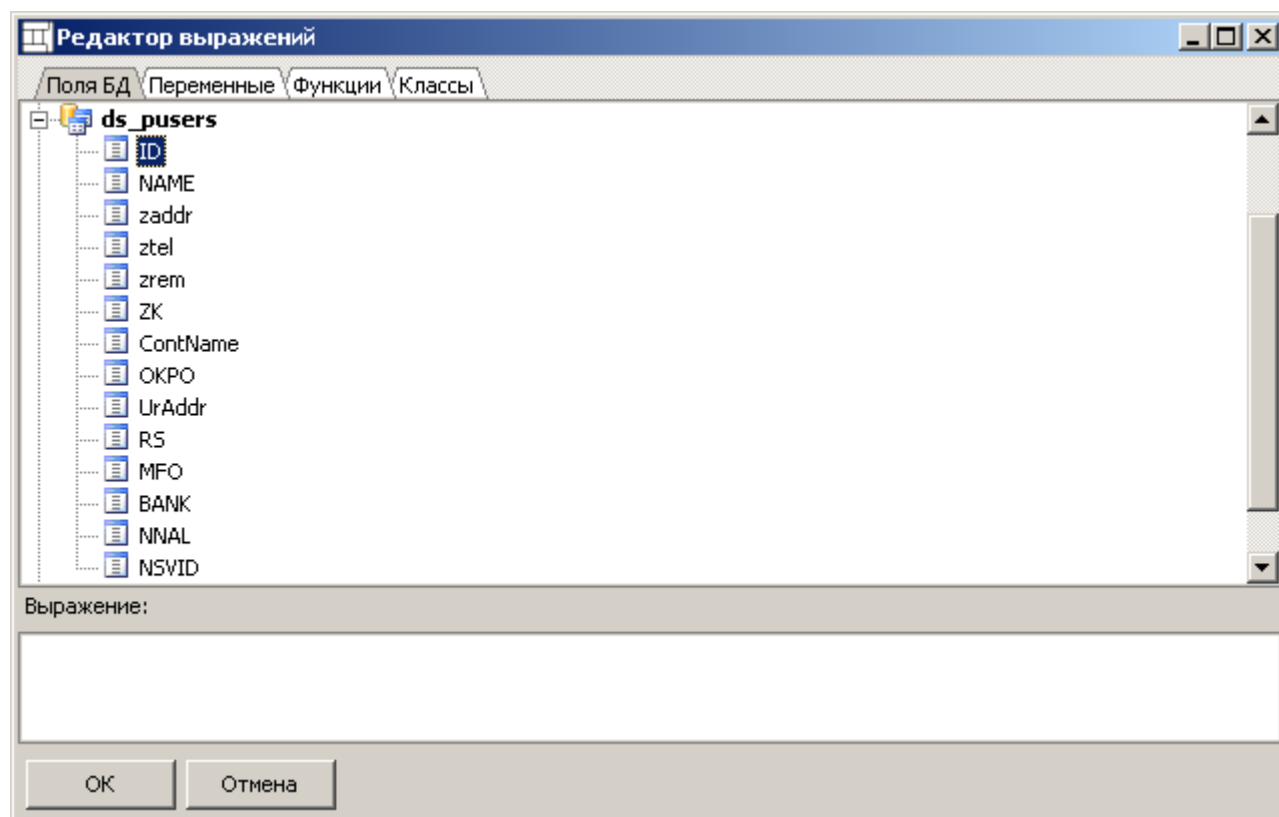 Редактор выражений
Поля БД Переменные Функции Классы
ds_pusers
ID
NAME
zaddr
ztel
zrem
ZK
ContName
OKPO
UrAddr
RS
MFO
BANK
NNAL
NSVID
Выражение:
ОК Отмена